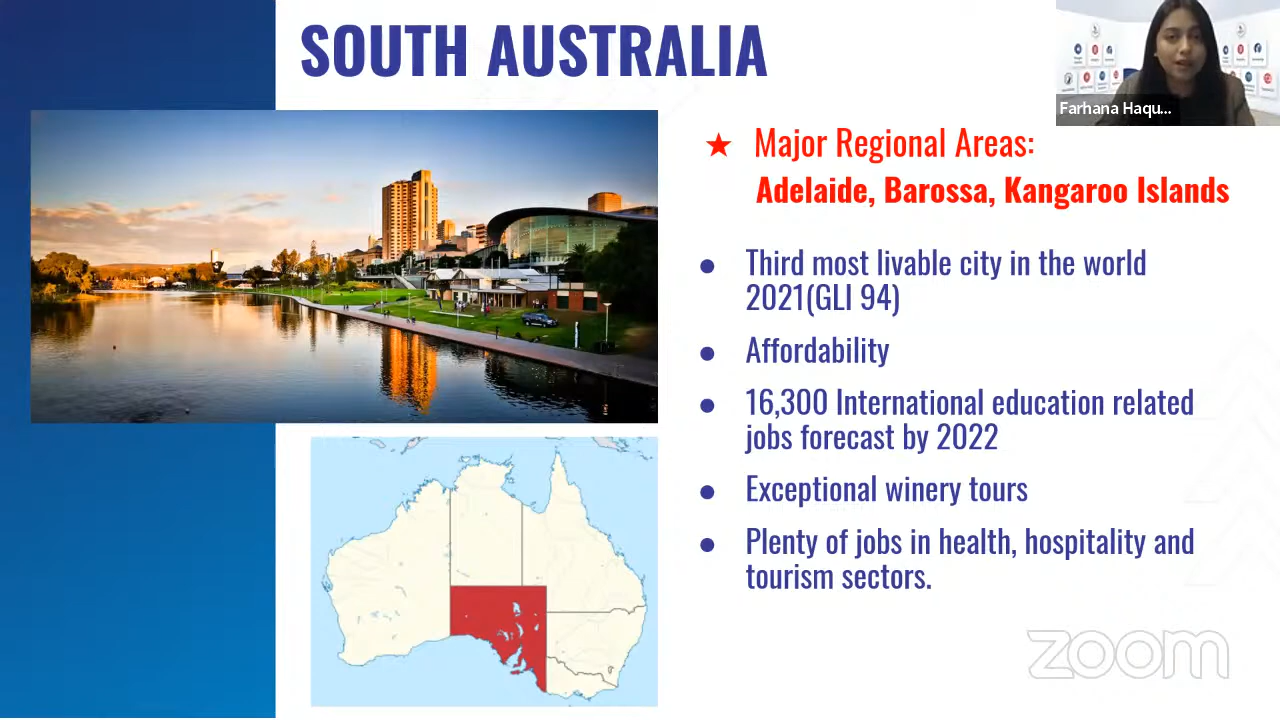 SOUTH AUSTRALIA
Farhana Haqu...
★ Major Regional Areas:
Adelaide, Barossa, Kangaroo Islands
● Third most livable city in the world
2021(GLI 94)
● Affordability
● 16,300 International education related
jobs forecast by 2022
● Exceptional winery tours
● Plenty of jobs in health, hospitality and
tourism sectors.
zoom